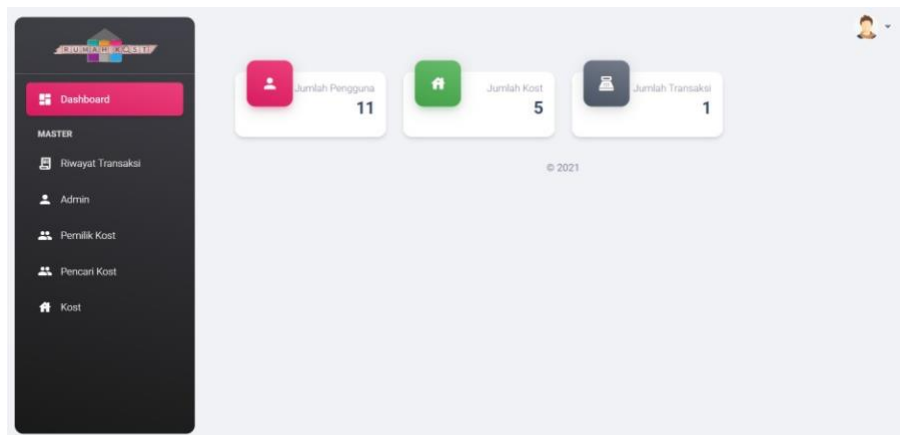 RUMAH KOST
Dashboard
MASTER
Riwayat Transaksi
Admin
Pemilik Kost
Pencari Kost
Kost
Jumlah Pengguna
11
Jumlah Kost
5
Jumlah Transaksi
1
© 2021